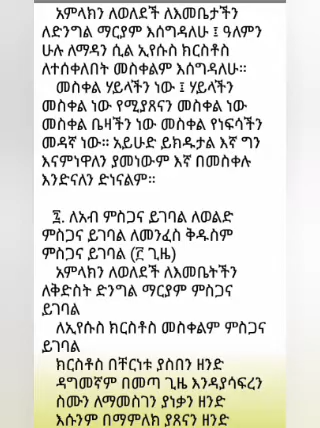 አምላክን ለወለደች ለእመቤታችን
ለድንግል ማርያም እሰግዳለሁ ፤ ዓለምን
ሁሉ ለማዳን ሲል ኢየሱስ ክርስቶስ
ለተሰቀለበት መስቀልም እሰግዳለሁ።
መስቀል ሃይላችን ነው ፤ ሃይላችን
መስቀል ነው የሚያጸናን መስቀል ነው
መስቀል ቤዛችን ነው መስቀል የነፍሳችን
መዳኛ ነው። አይሁድ ይክዱታል እኛ ግን
እናምነዋለን ያመነውም እኛ በመስቀሉ
እንድናለን ድነናልም።
፯. ለአብ ምስጋና ይገባል ለወልድ
ምስጋና ይገባል ለመንፈስ ቅዱስም
ምስጋና ይገባል (፫ ጊዜ)
አምላክን ለወለደች ለእመቤትችን
ለቅድስት ድንግል ማርያም ምስጋና
ይገባል
ለኢየሱስ ክርስቶስ መስቀልም ምስጋና
ይገባል
ክርስቶስ በቸርነቱ ያስበን ዘንድ
ዳግመኛም በመጣ ጊዜ እንዳያሳፍረን
ስሙን ለማመስገን ያነቃን ዘንድ
እሱንም በማምለክ ያጸናን ዘንድ